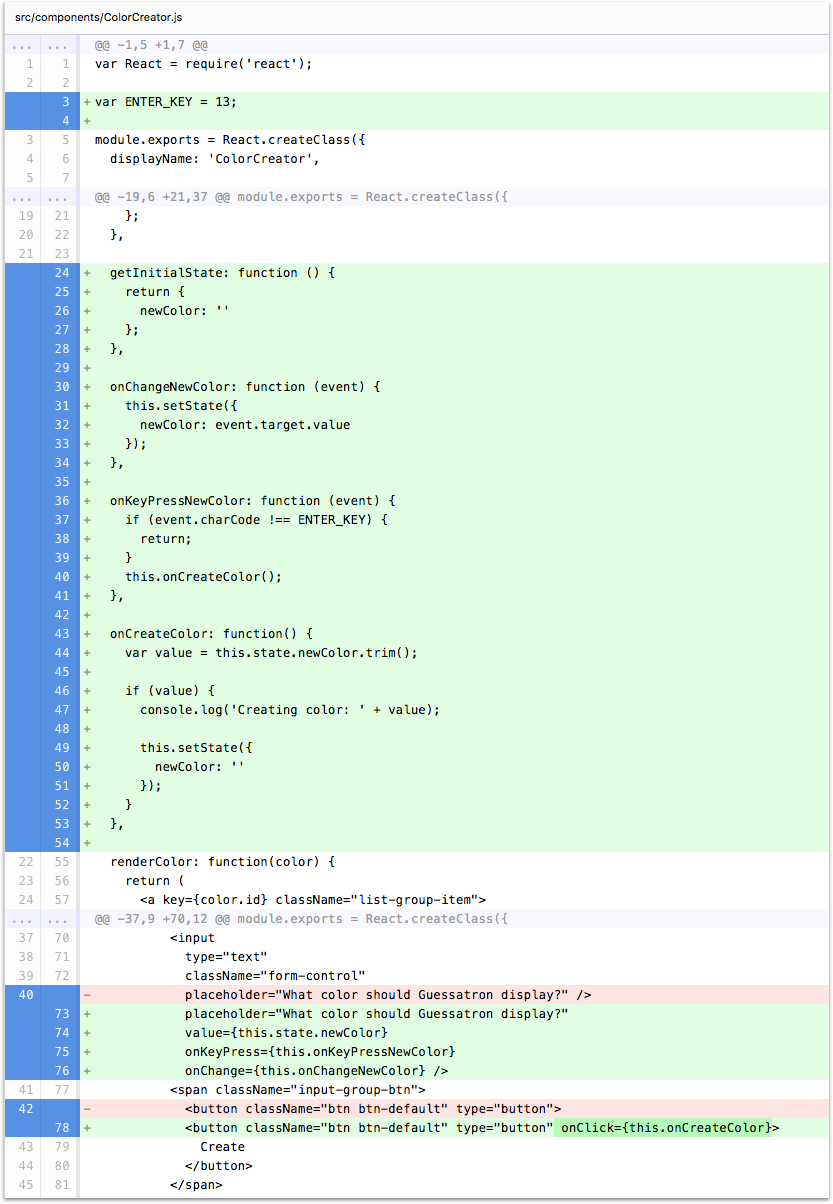 src/components/ColorCreator.js
... ... @@ -1,5 +1,7 @@
1 1 var React = require('react');
2 2
3 + var ENTER_KEY = 13;
4 +
3 5 module.exports = React.createClass({
4 6 displayName: 'ColorCreator',
5 7
... ... @@ -19,6 +21,37 @@ module.exports = React.createClass({
19 21 };
20 22 },
21 23
24 + getInitialState: function () {
25 + return {
26 + newColor: ''
27 + };
28 + },
29 +
30 + onChangeNewColor: function (event) {
31 + this.setState({
32 + newColor: event.target.value
33 + });
34 + },
35 +
36 + onKeyPressNewColor: function (event) {
37 + if (event.charCode !== ENTER_KEY) {
38 + return;
39 + }
40 + this.onCreateColor();
41 + },
42 +
43 + onCreateColor: function() {
44 + var value = this.state.newColor.trim();
45 +
46 + if (value) {
47 + console.log('Creating color: ' + value);
48 +
49 + this.setState({
50 + newColor: ''
51 + });
52 + }
53 + },
54 +
22 55 renderColor: function(color) {
23 56 return (
24 57 <a key={color.id} className="list-group-item">
... ... @@ -37,9 +70,12 @@ module.exports = React.createClass({
37 70 <input
38 71 type="text"
39 72 className="form-control"
40 - placeholder="What color should Guessatron display?" />
73 + placeholder="What color should Guessatron display?"
74 + value={this.state.newColor}
75 + onKeyPress={this.onKeyPressNewColor}
76 + onChange={this.onChangeNewColor} />
41 77 <span className="input-group-btn">
42 - <button className="btn btn-default" type="button">
78 + <button className="btn btn-default" type="button" onClick={this.onCreateColor}>
43 79 Create
44 80 </button>
45 81 </span>